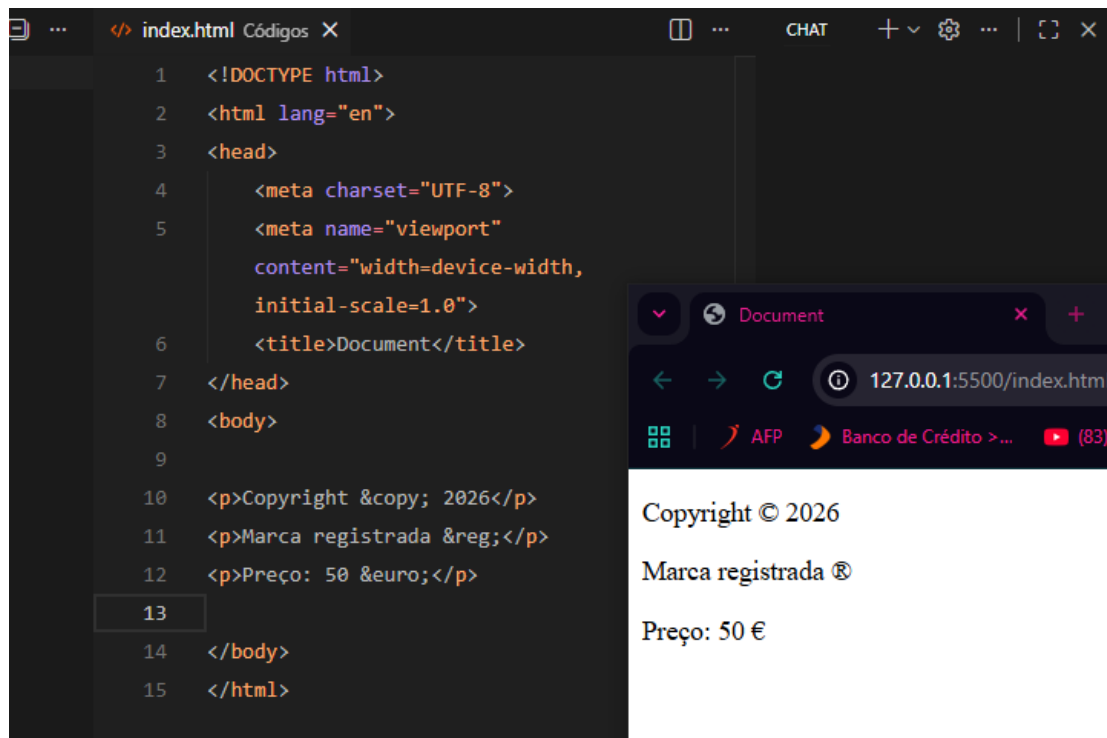 index.html Códigos
CHAT
1 <!DOCTYPE html>
2 <html lang="en">
3 <head>
4 <meta charset="UTF-8">
5 <meta name="viewport"
content="width=device-width,
initial-scale=1.0">
6 <title>Document</title>
7 </head>
8 <body>
9
10 <p>Copyright &copy; 2026</p>
11 <p>Marca registrada &reg;</p>
12 <p>Preço: 50 &euro;</p>
13
14 </body>
15 </html>
Document
127.0.0.1:5500/index.htm
AFP Banco de Crédito >... (83)
Copyright © 2026
Marca registrada ®
Preço: 50 €